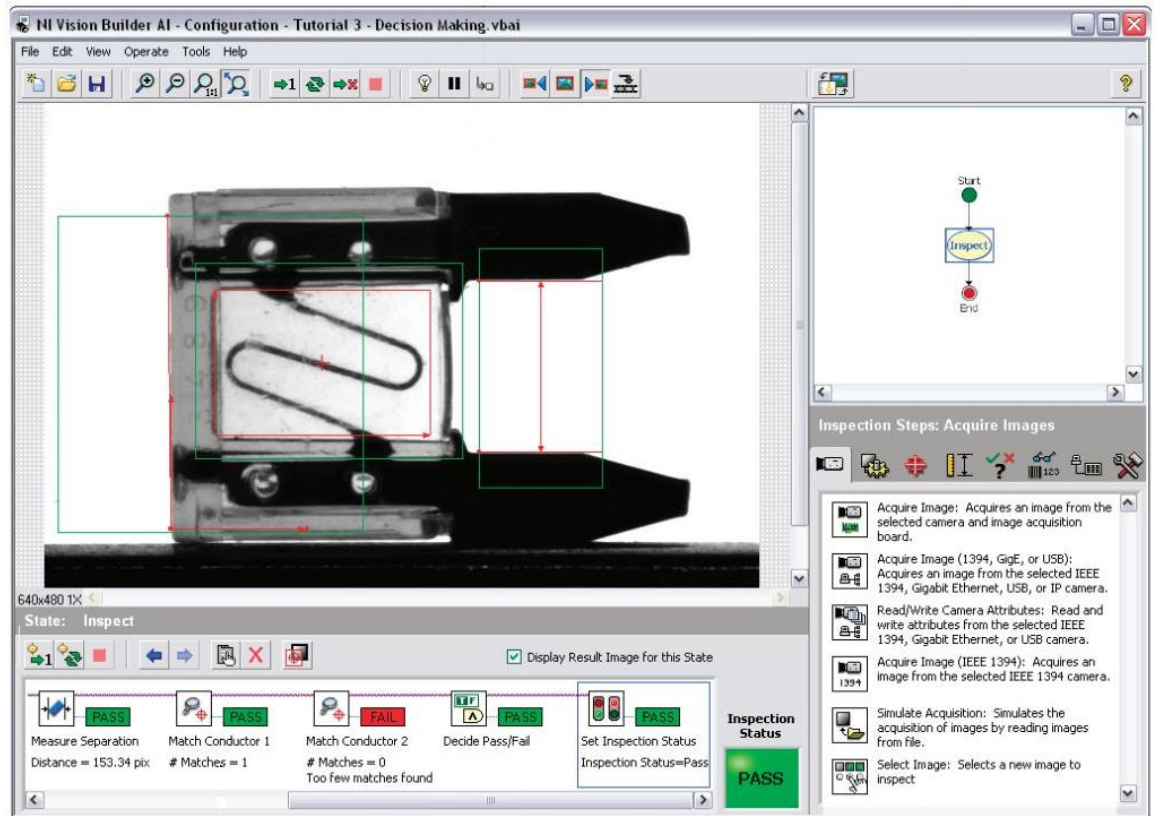 NI Vision Builder AI - Configuration - Tutorial 3 - Decision Making.vbai
File Edit View Operate Tools Help
1:1
1
?
Start
Inspect
End
640x480 1X
Inspection Steps: Acquire Images
?
123
Acquire Image: Acquires an image from the
selected camera and image acquisition
board.
Acquire Image (1394, GigE, or USB):
Acquires an image from the selected IEEE
1394, Gigabit Ethernet, USB, or IP camera.
Read/Write Camera Attributes: Read and
write attributes from the selected IEEE
1394, Gigabit Ethernet, or USB camera.
1394
Acquire Image (IEEE 1394): Acquires an
image from the selected IEEE 1394 camera.
Simulate Acquisition: Simulates the
acquisition of images by reading images
from file.
Select Image: Selects a new image to
inspect
State: Inspect
1
Display Result Image for this State
PASS
Measure Separation
Distance = 153.34 pix
PASS
Match Conductor 1
# Matches = 1
FAIL
Match Conductor 2
# Matches = 0
Too few matches found
T F
PASS
Decide Pass/Fail
PASS
Set Inspection Status
Inspection Status=Pass
Inspection
Status
PASS